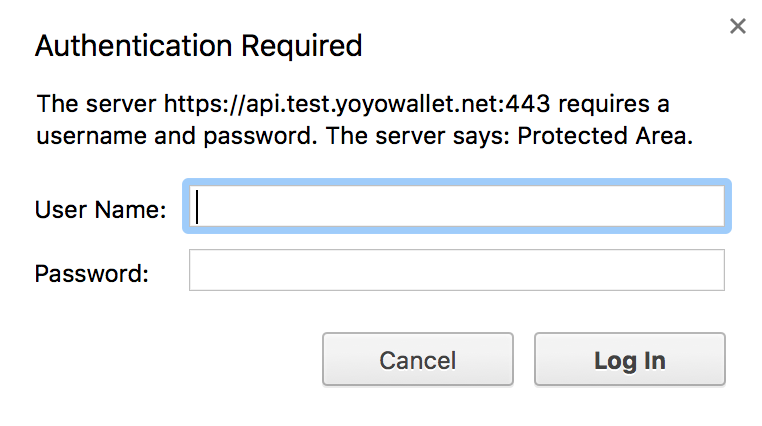 Authentication Required
The server https://api.test.yoyowallet.net:443 requires a
username and password. The server says: Protected Area.
User Name:
Password:
Cancel
Log In